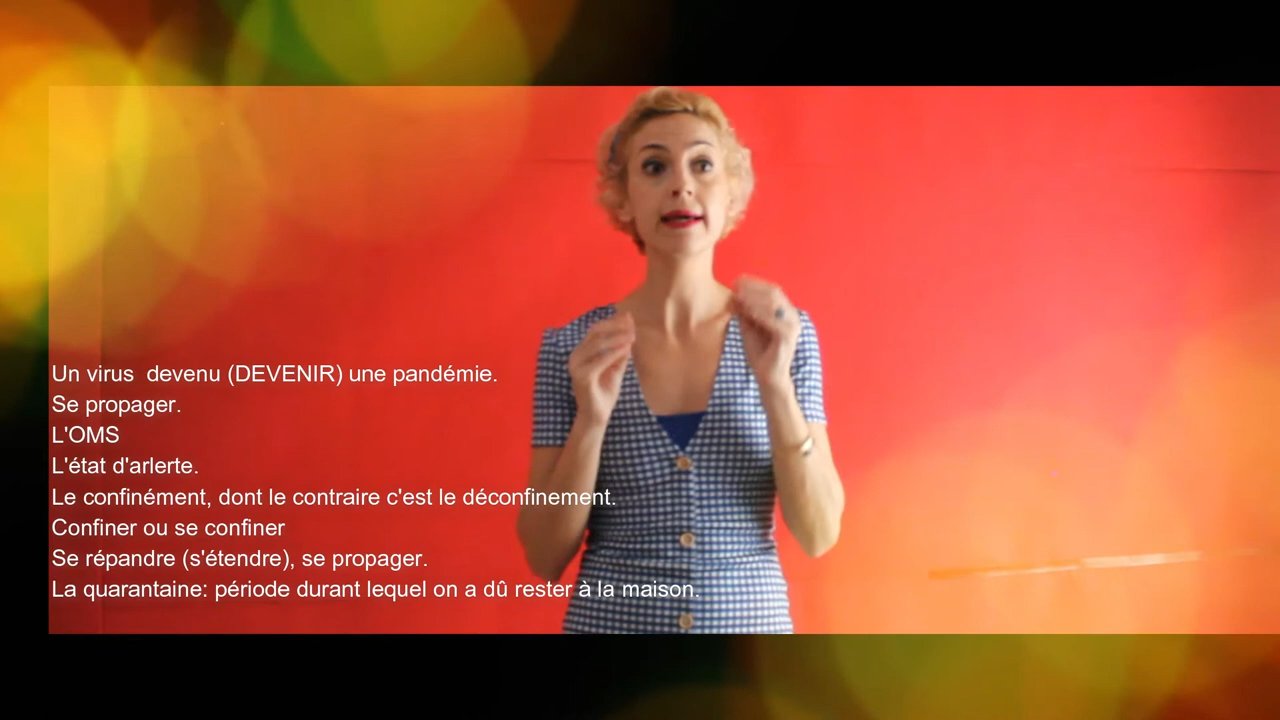 Un virus  devenu (DEVENIR) une pandémie.
Se propager.
L'OMS
L'état d'arlerte.
Le confinément, dont le contraire c'est le déconfinement.
Confiner ou se confiner
Se répandre (s'étendre), se propager.
La quarantaine: période durant lequel on a dû rester à la maison.